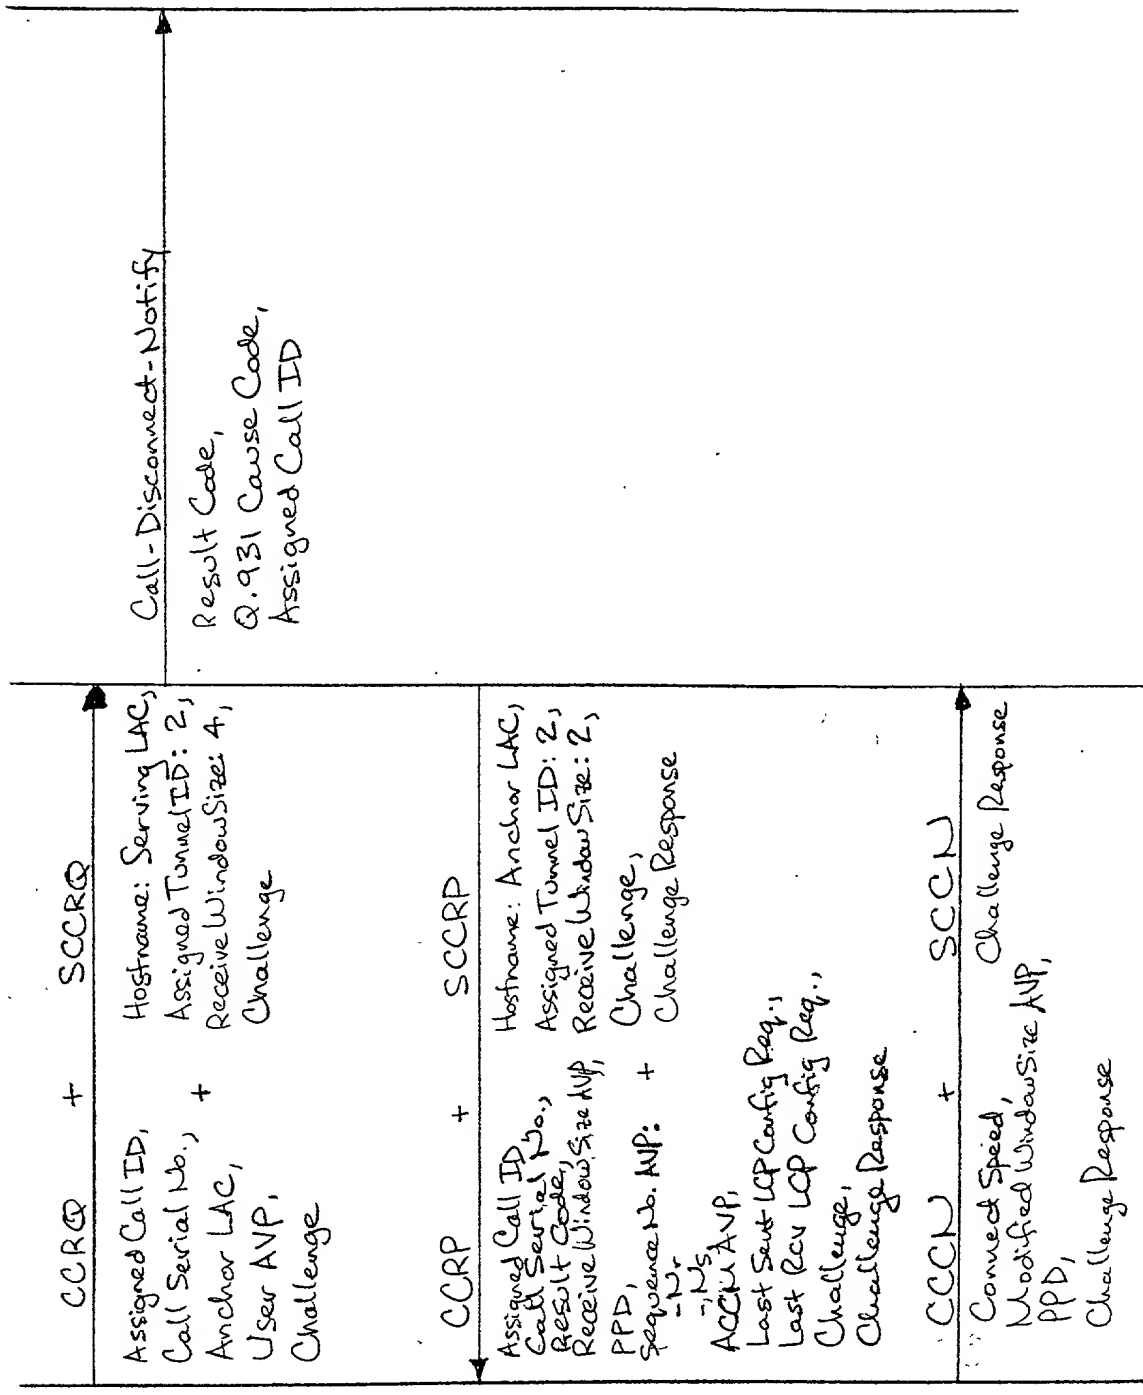 CCRQ + SCCRQ
Assigned Call ID,
Call Serial No., +
Anchor LAC,
User AVP,
Challenge
Hostname: Serving LAC,
Assigned Tunnel ID: 2,
Receive Window Size: 4,
Challenge
Call-Disconnect-Notify
Result Code,
Q.931 Cause Code,
Assigned Call ID
CCRP + SCCRP
Assigned Call ID
Call Serial No.,
Result Code,
Receive Window Size AVP,
PPD,
Sequence No. AVP: +
-Nr
-Ns,
ACCM AVP,
Last Sent LCP Config Req.,
Last Rcv LCP Config Req.,
Challenge,
Challenge Response
Hostname: Anchor LAC,
Assigned Tunnel ID: 2,
Receive Window Size: 2,
Challenge,
Challenge Response
CCCN + SCCCN
Connect Speed,
Modified Window Size AVP,
PPD,
Challenge Response
Challenge Response